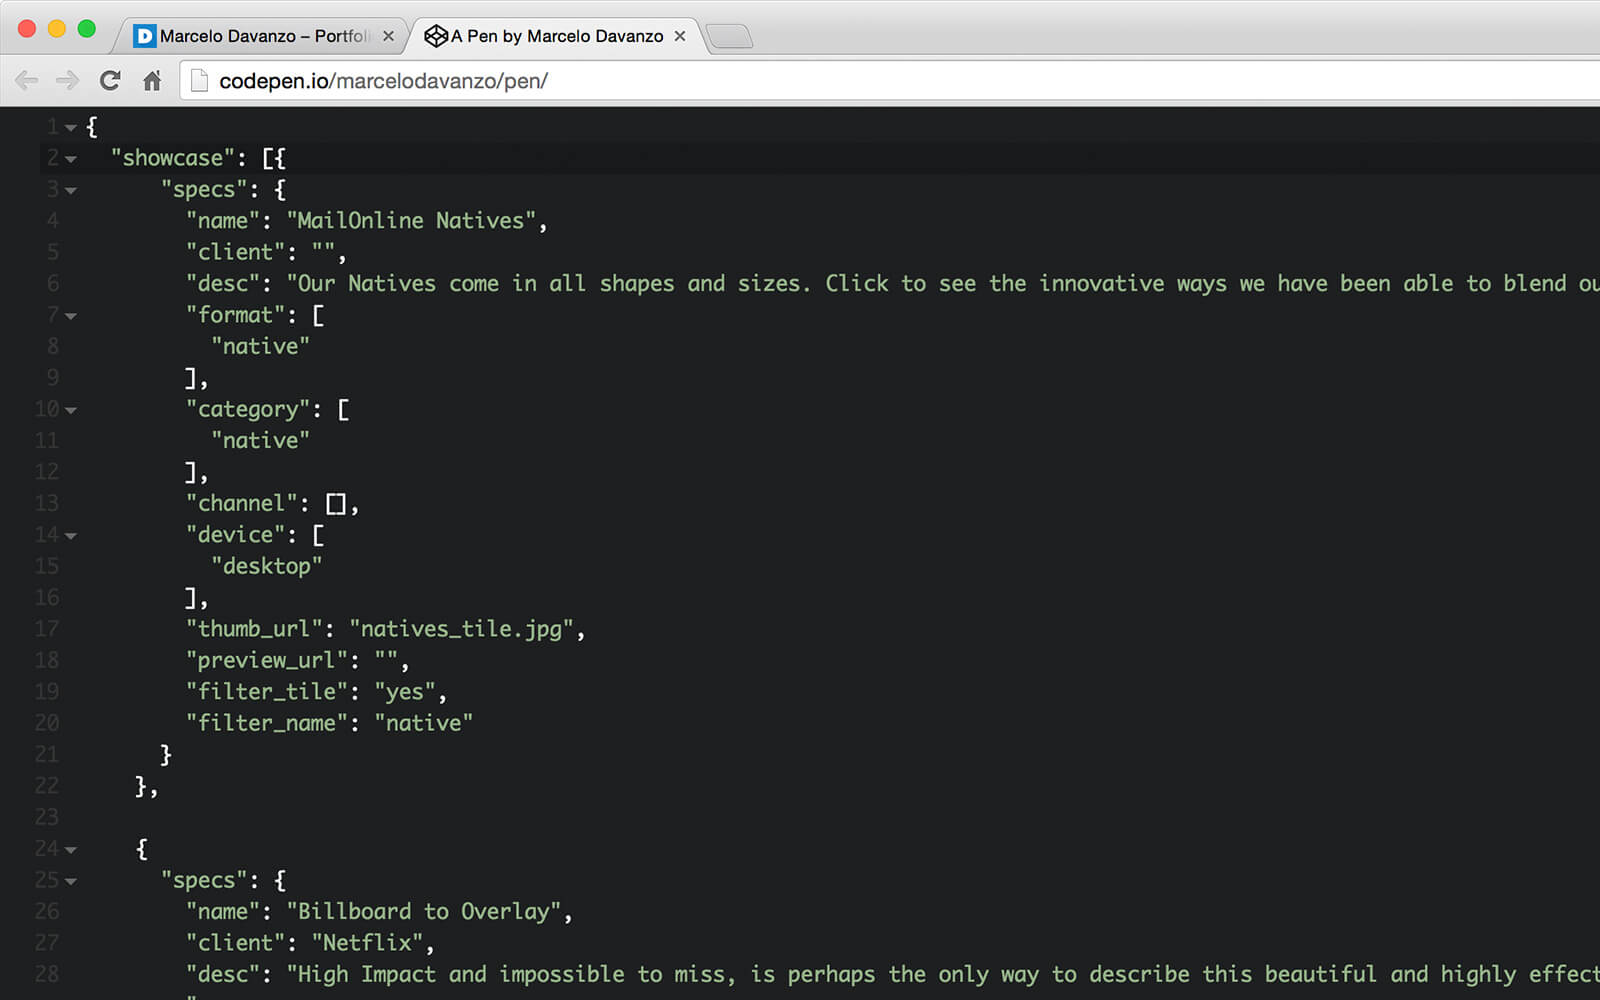 Marcelo Davanzo – Portfoli
A Pen by Marcelo Davanzo
codepen.io/marcelodavanzo/pen/
1 {
2 "showcase": [{
3 "specs": {
4 "name": "MailOnline Natives",
5 "client": "",
6 "desc": "Our Natives come in all shapes and sizes. Click to see the innovative ways we have been able to blend ou
7 "format": [
8 "native"
9 ],
10 "category": [
11 "native"
12 ],
13 "channel": [],
14 "device": [
15 "desktop"
16 ],
17 "thumb_url": "natives_tile.jpg",
18 "preview_url": "",
19 "filter_tile": "yes",
20 "filter_name": "native"
21 }
22 },
23
24 {
25 "specs": {
26 "name": "Billboard to Overlay",
27 "client": "Netflix",
28 "desc": "High Impact and impossible to miss, is perhaps the only way to describe this beautiful and highly effect